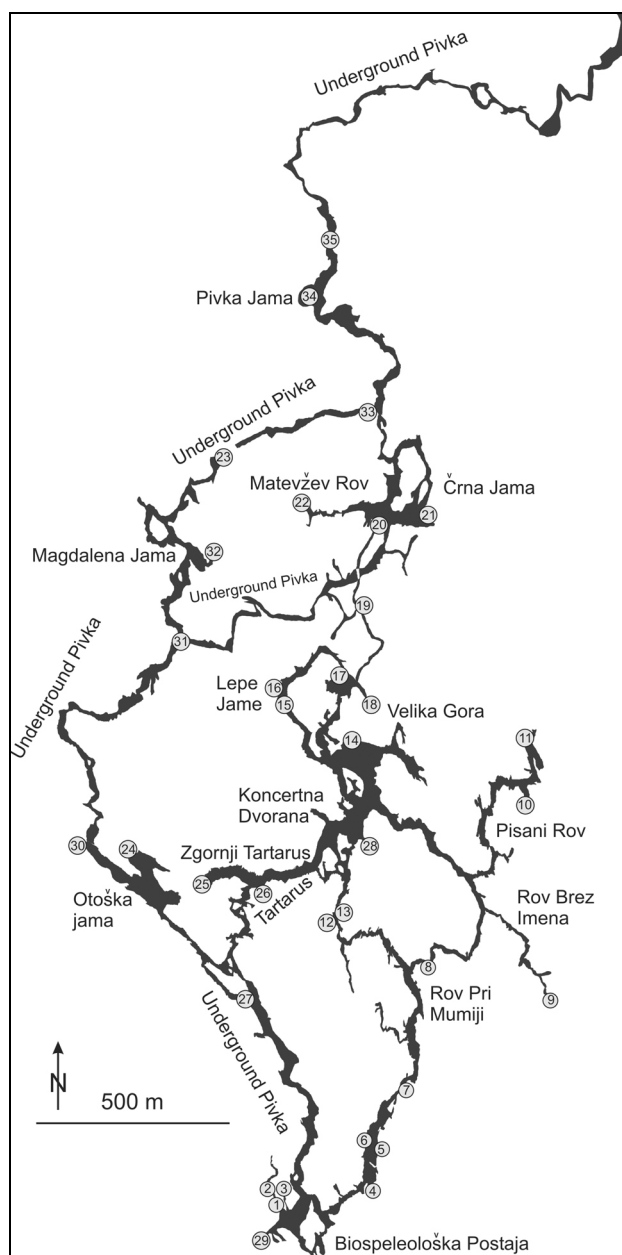 Underground Pivka
35
Pivka Jama
34
33
Underground Pivka
23
Matevžev Rov
22
Črna Jama
21
20
Magdalena Jama
32
Underground Pivka
19
31
Underground Pivka
17
16
Lepe
Jame
15
18
Velika Gora
14
11
10
Koncertna
Dvorana
Pisani Rov
30
24
28
Zgornji Tartarus
25
26
Tartarus
Otoška
jama
Rov Brez
Imena
12
13
8
9
27
Rov Pri
Mumiji
Underground Pivka
N
500 m
7
6
5
4
2
3
1
29
Biospeleološka Postaja